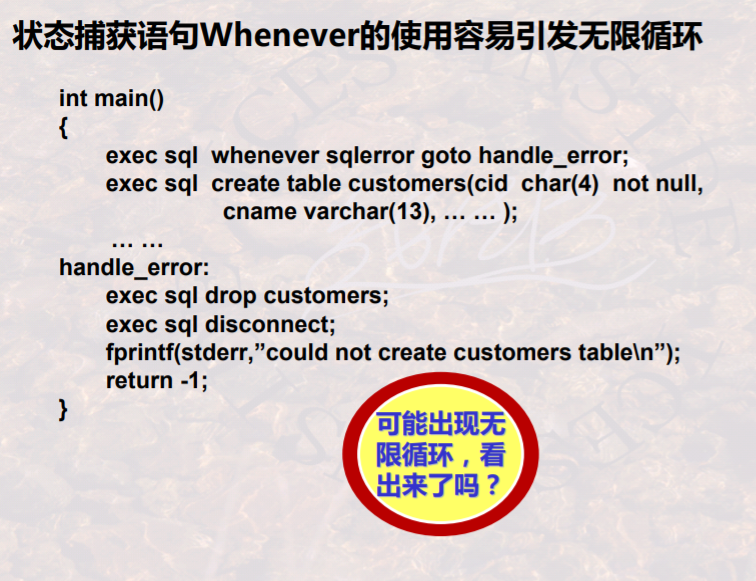 状态捕获语句Whenever的使用容易引发无限循环
int main()
{
exec sql whenever sqlerror goto handle_error;
exec sql create table customers(cid char(4) not null,
cname varchar(13), … … );
… …
handle_error:
exec sql drop customers;
exec sql disconnect;
fprintf(stderr,”could not create customers table\n”);
return -1;
}
可能出现无
限循环，看
出来了吗？